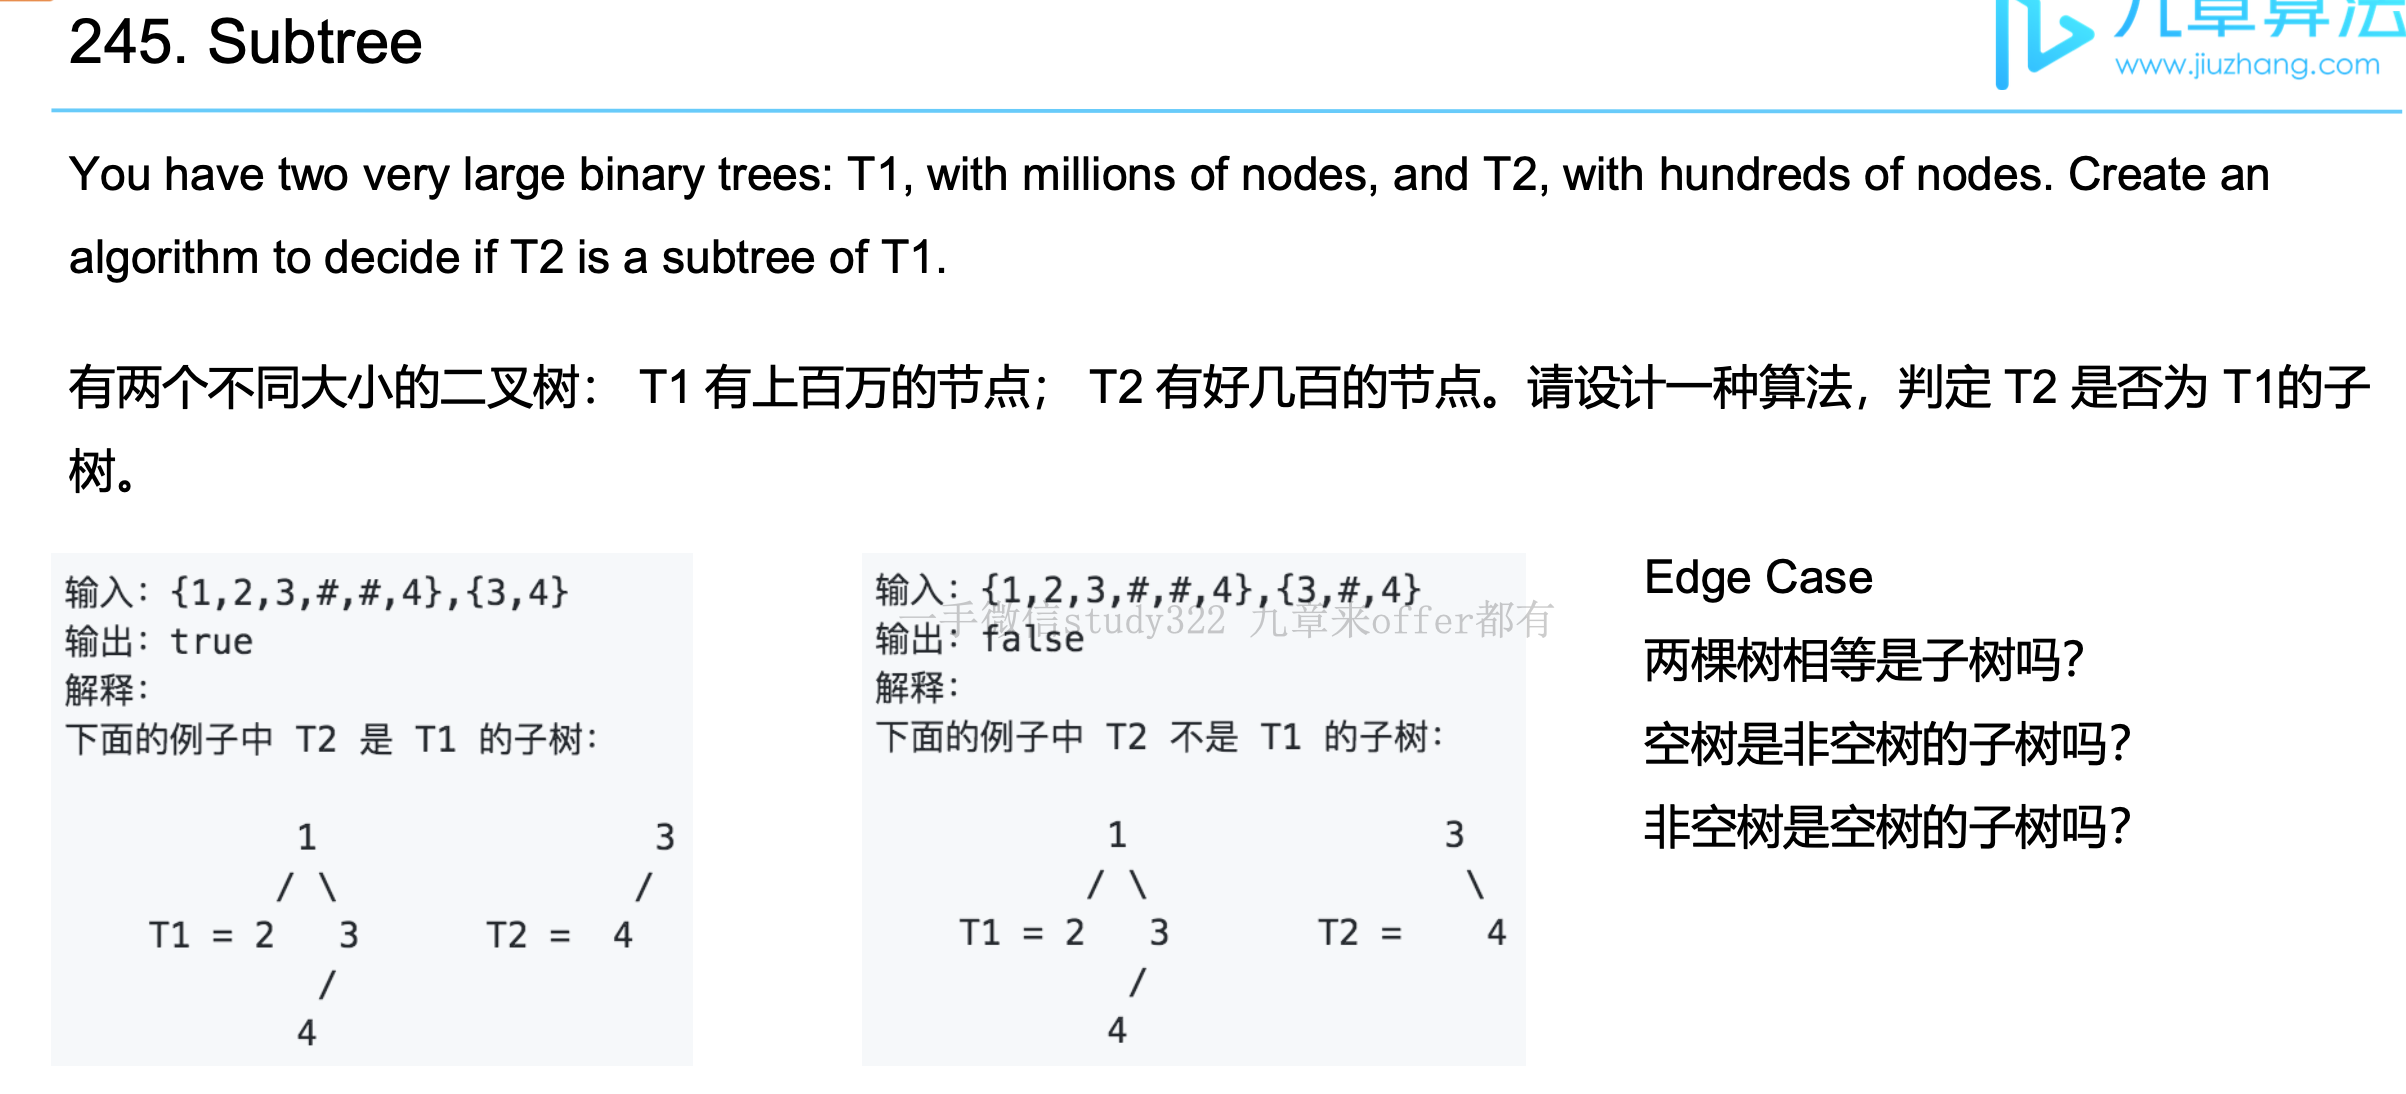 245. Subtree
九章算法
www.jiuzhang.com
You have two very large binary trees: T1, with millions of nodes, and T2, with hundreds of nodes. Create an
algorithm to decide if T2 is a subtree of T1.
有两个不同大小的二叉树： T1 有上百万的节点； T2 有好几百的节点。请设计一种算法，判定 T2 是否为 T1的子
树。
输入：{1,2,3,#,#,4},{3,4}
输出：true
解释：
下面的例子中 T2 是 T1 的子树：
1 3
/ \ /
T1 = 2 3 T2 = 4
/
4
输入：{1,2,3,#,#,4},{3,#,4}
一手微信study322 九章来offer都有
输出：false
解释：
下面的例子中 T2 不是 T1 的子树：
1 3
/ \ \
T1 = 2 3 T2 = 4
/
4
Edge Case
两棵树相等是子树吗？
空树是非空树的子树吗？
非空树是空树的子树吗？